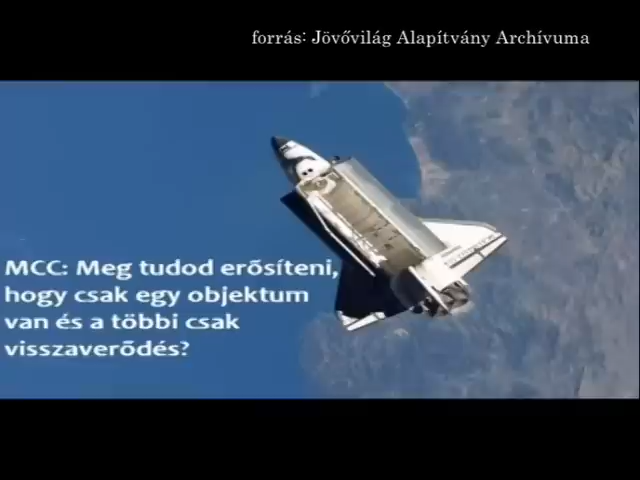 forrás: Jövővilág Alapítvány Archívuma
MCC: Meg tudod erősíteni,
hogy csak egy objektum
van és a többi csak
visszaverődés?